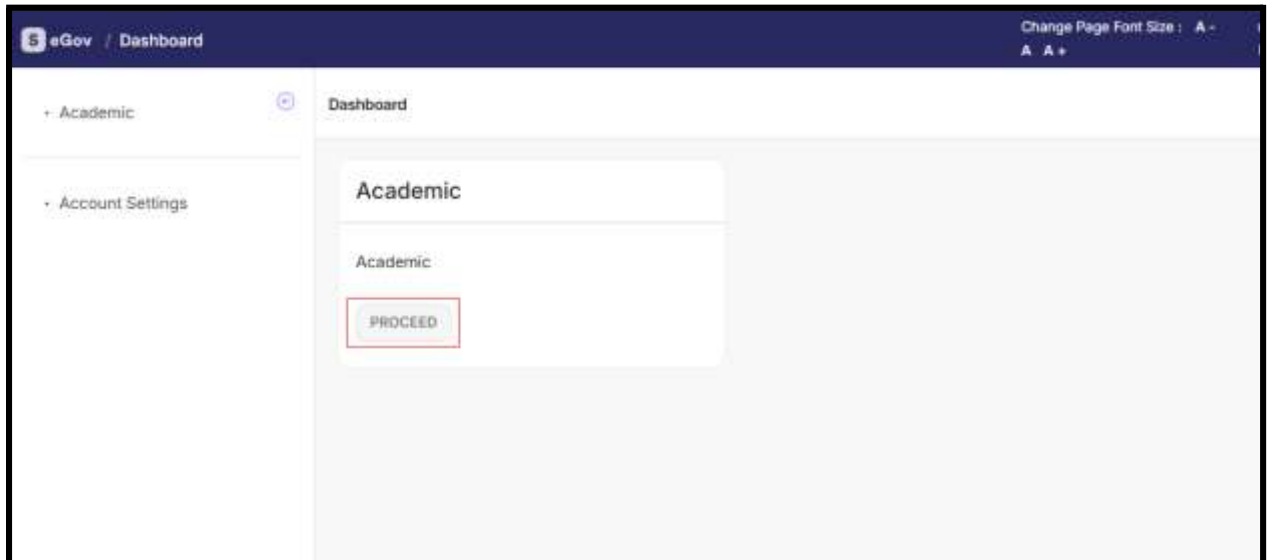 S eGov / Dashboard
Change Page Font Size : A -
A A +
Academic
Dashboard
Account Settings
Academic
Academic
PROCEED